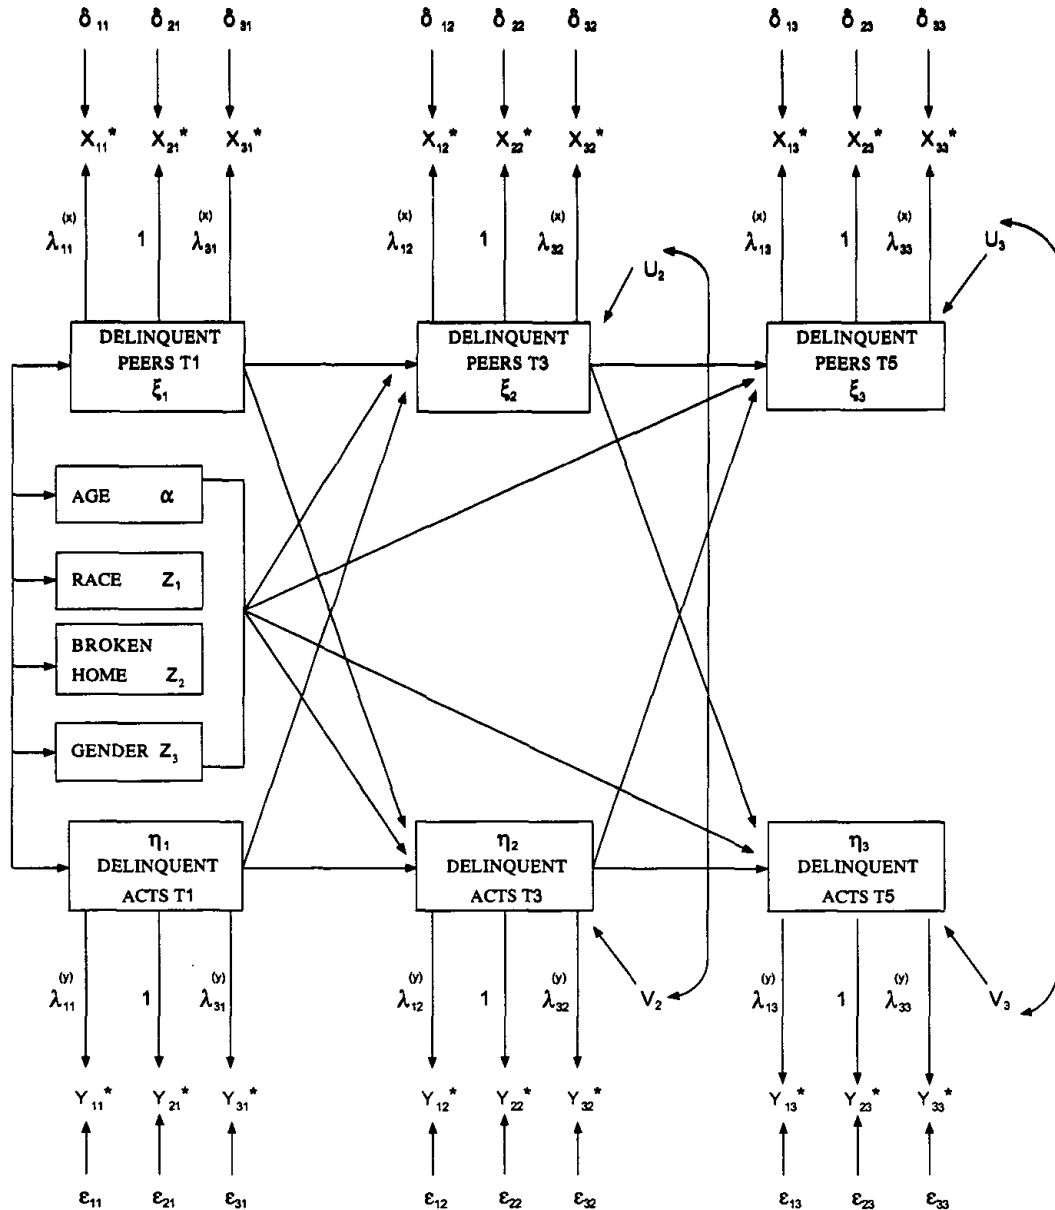 δ₁₁ δ₂₁ δ₃₁ δ₁₂ δ₂₂ δ₃₂ δ₁₃ δ₂₃ δ₃₃
X₁₁* X₂₁* X₃₁* X₁₂* X₂₂* X₃₂* X₁₃* X₂₃* X₃₃*
λ₁₁⁽ˣ⁾ 1 λ₃₁⁽ˣ⁾ λ₁₂⁽ˣ⁾ 1 λ₃₂⁽ˣ⁾ λ₁₃⁽ˣ⁾ 1 λ₃₃⁽ˣ⁾
U₂
U₃
DELINQUENT
PEERS T1
ξ₁
DELINQUENT
PEERS T3
ξ₂
DELINQUENT
PEERS T5
ξ₃
AGE α
RACE Z₁
BROKEN
HOME Z₂
GENDER Z₃
η₁
DELINQUENT
ACTS T1
η₂
DELINQUENT
ACTS T3
η₃
DELINQUENT
ACTS T5
λ₁₁⁽ʸ⁾ 1 λ₃₁⁽ʸ⁾ λ₁₂⁽ʸ⁾ 1 λ₃₂⁽ʸ⁾ V₂ λ₁₃⁽ʸ⁾ 1 λ₃₃⁽ʸ⁾ V₃
Y₁₁* Y₂₁* Y₃₁* Y₁₂* Y₂₂* Y₃₂* Y₁₃* Y₂₃* Y₃₃*
ε₁₁ ε₂₁ ε₃₁ ε₁₂ ε₂₂ ε₃₂ ε₁₃ ε₂₃ ε₃₃